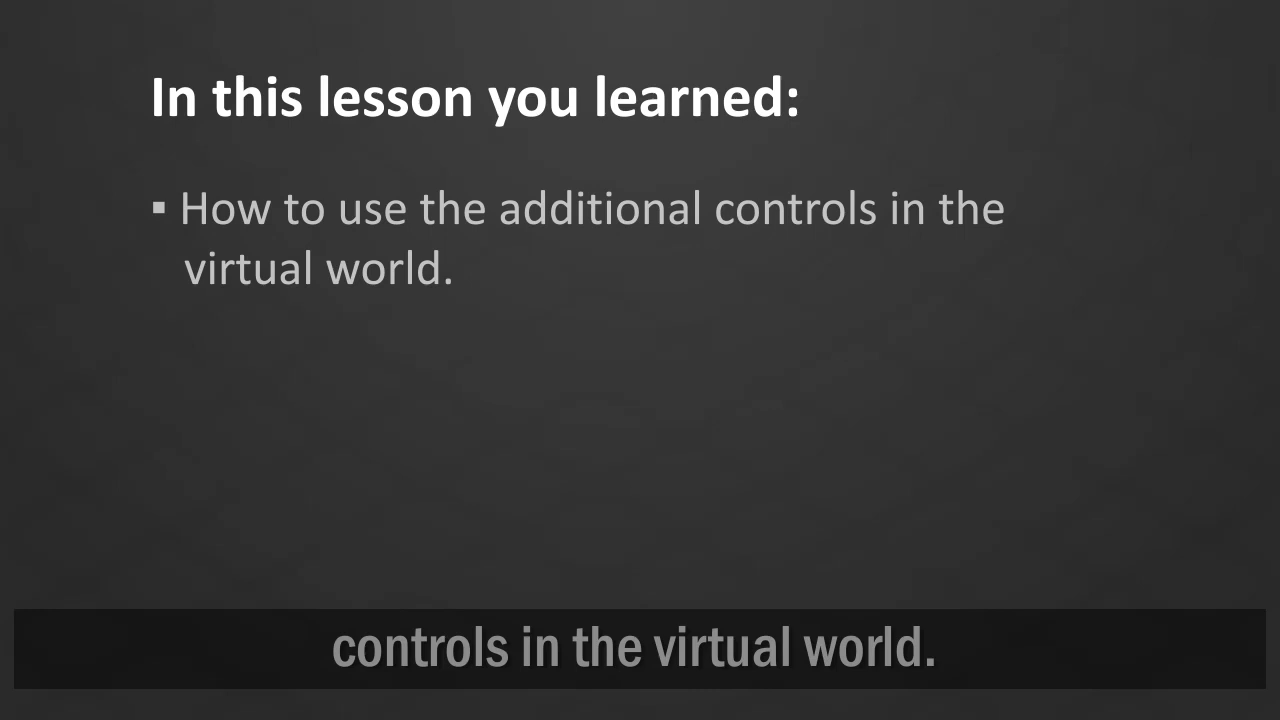 In this lesson you learned:
▪ How to use the additional controls in the
virtual world.
controls in the virtual world.